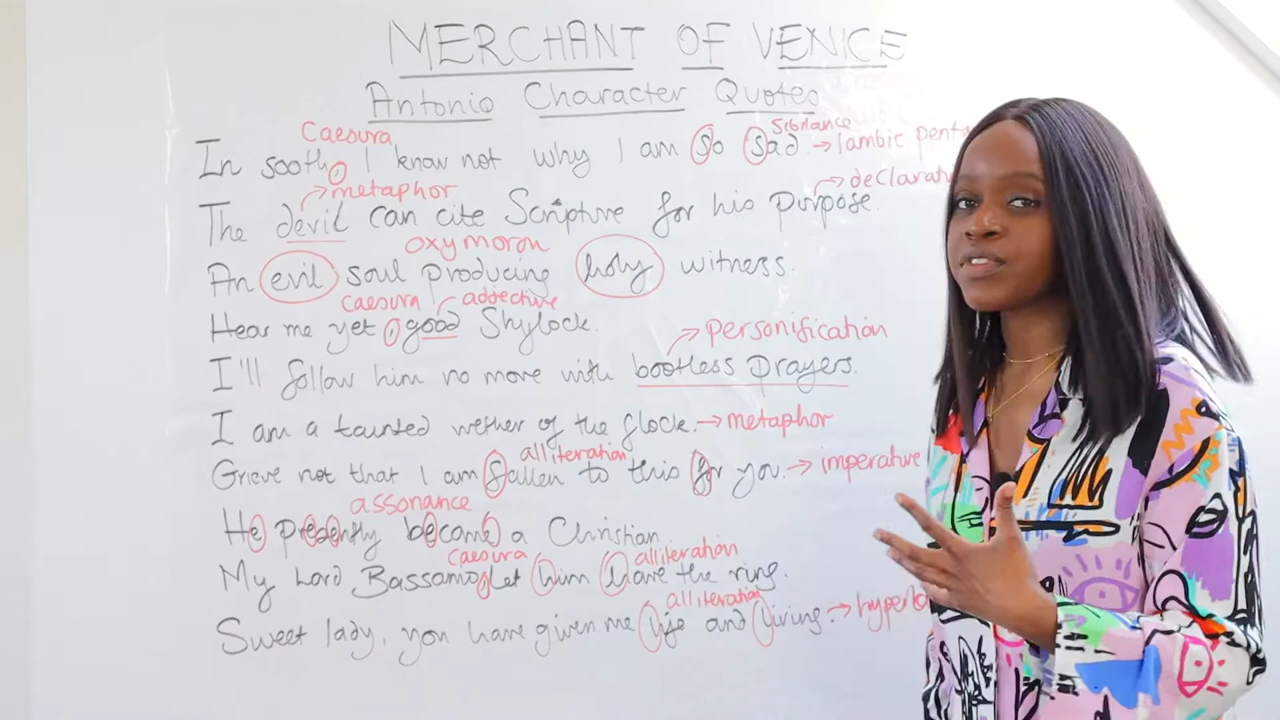 MERCHANT OF VENICE
Antonio Character Quotes
Caesura
Sibilance
In sooth, I know not why I am so sad → Iambic penta
→ metaphor
→ declarat
The devil can cite Scripture for his purpose.
oxymoron
An evil soul producing holy witness.
caesura
adjective
Hear me yet, good Shylock.
→ personification
I'll follow him no more with bootless prayers.
I am a tainted wether of the flock. → metaphor
alliteration
Grieve not that I am fallen to this for you. → imperative
assonance
He presently become a Christian.
caesura
alliteration
My Lord Bassanio, let him have the ring.
alliteration
Sweet lady, you have given me life and living. → hyperbo